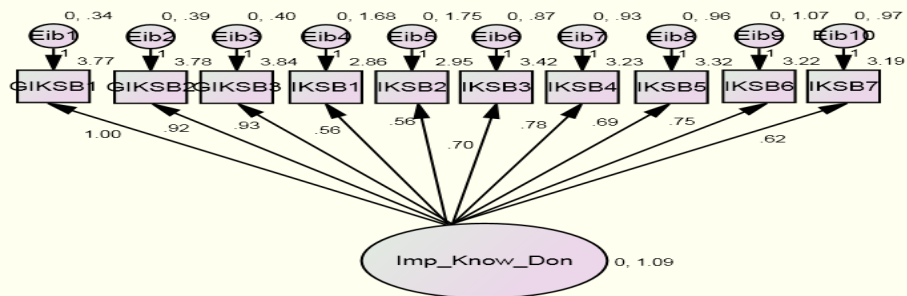 0, .34 0, .39 0, .40 0, 1.68 0, 1.75 0, .87 0, .93 0, .96 0, 1.07 0, .97
Eib1 Eib2 Eib3 Eib4 Eib5 Eib6 Eib7 Eib8 Eib9 Eib10
1 1 1 1 1 1 1 1 1 1
3.77 3.78 3.84 2.86 2.95 3.42 3.23 3.32 3.22 3.19
GIKSB1 GIKSB2 GIKSB3 IKSB1 IKSB2 IKSB3 IKSB4 IKSB5 IKSB6 IKSB7
1.00 .92 .93 .56 .56 .70 .78 .69 .75 .62
Imp_Know_Don 0, 1.09